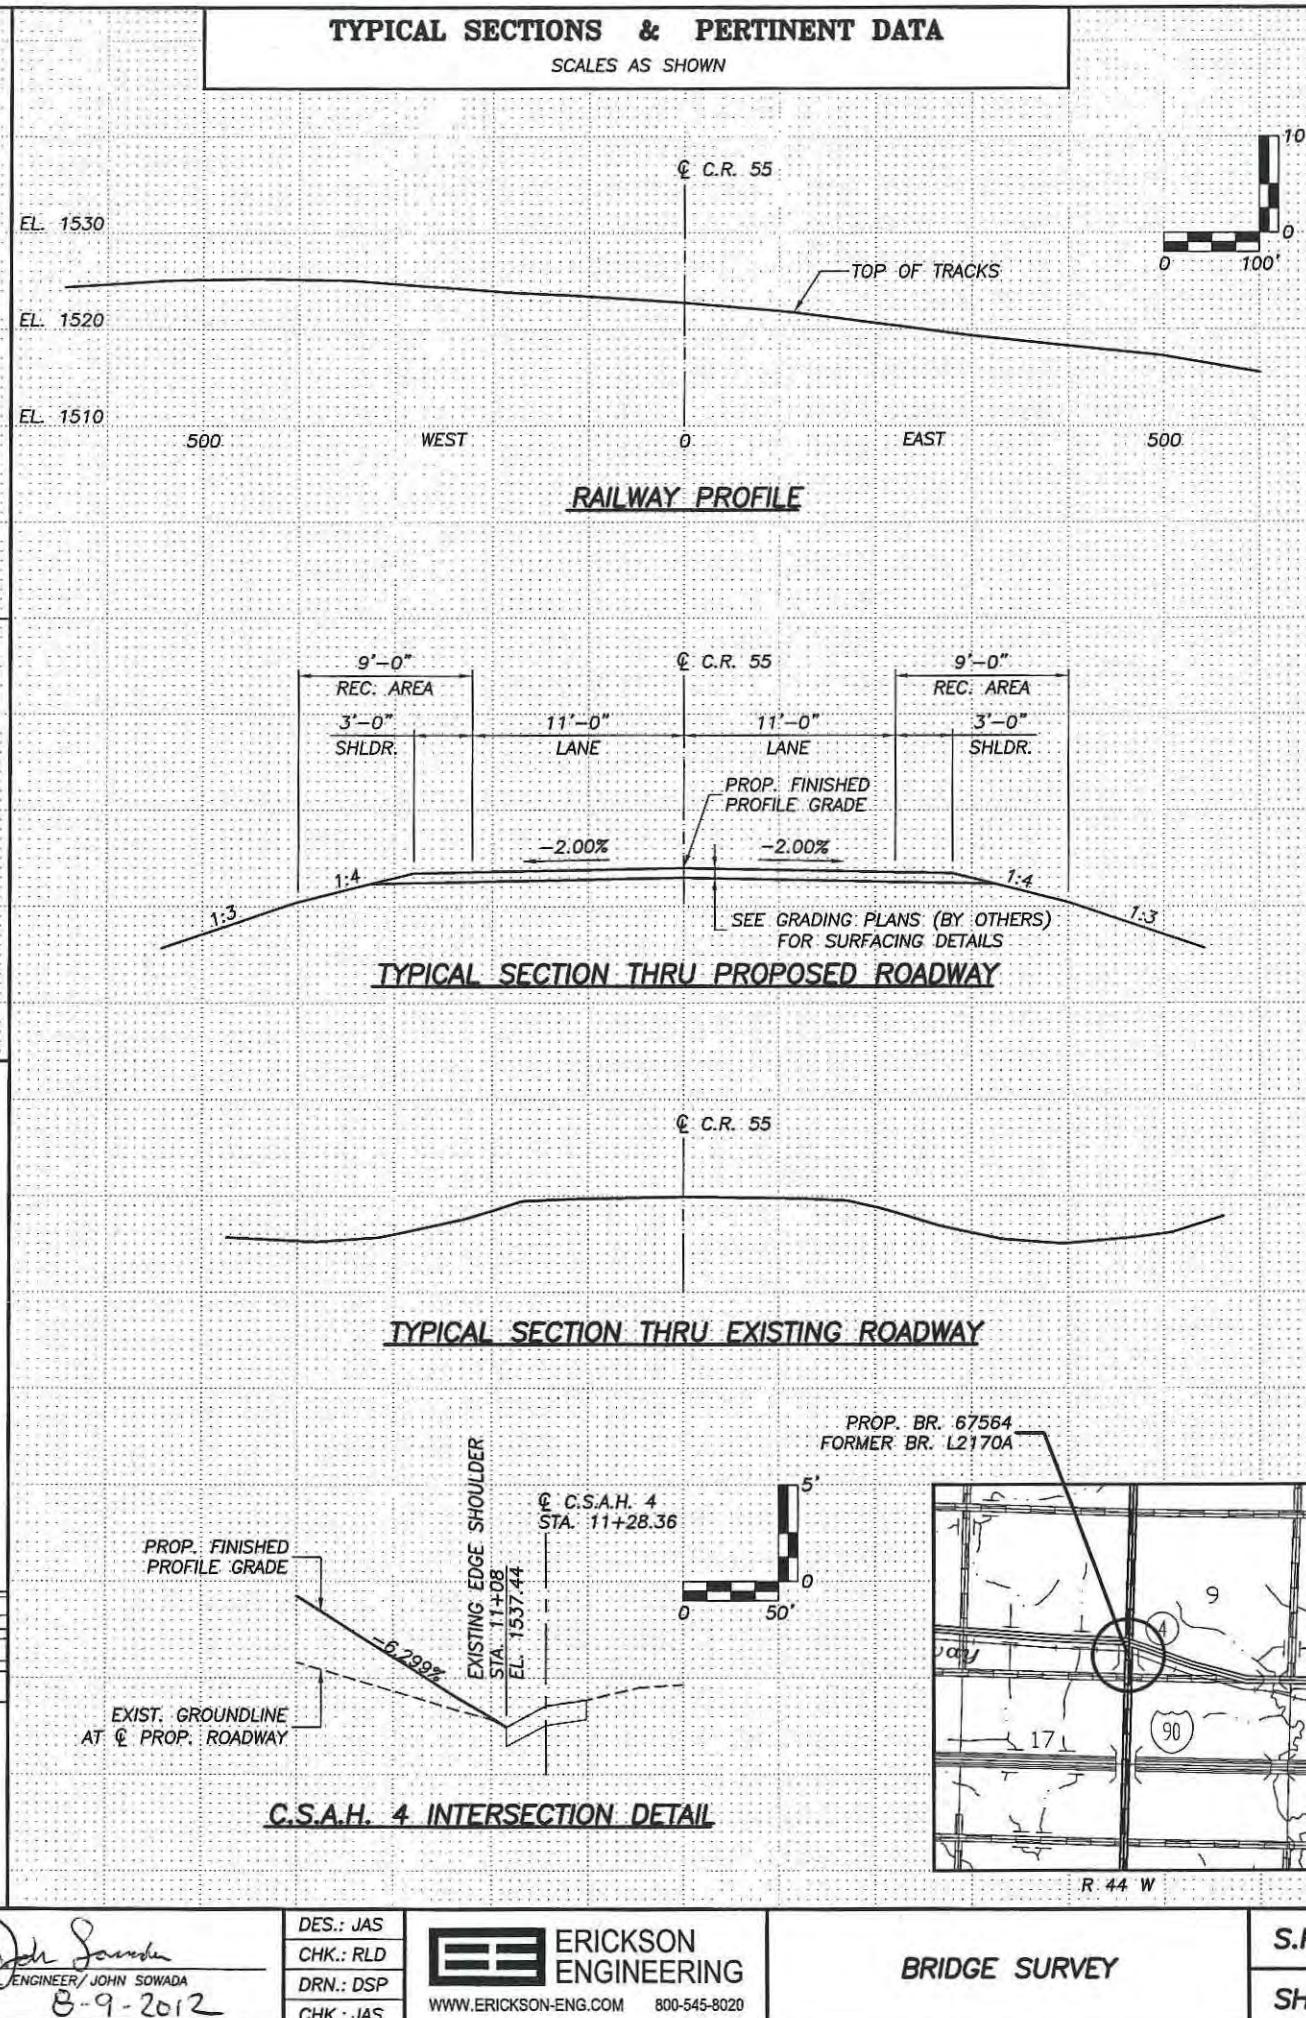 TYPICAL SECTIONS & PERTINENT DATA
SCALES AS SHOWN
℄ C.R. 55
10
0
0 100'
EL. 1530
TOP OF TRACKS
EL. 1520
EL. 1510
500 WEST 0 EAST 500
RAILWAY PROFILE
9'-0"
REC. AREA
℄ C.R. 55
9'-0"
REC. AREA
3'-0"
SHLDR.
11'-0"
LANE
11'-0"
LANE
3'-0"
SHLDR.
PROP. FINISHED
PROFILE GRADE
-2.00% -2.00%
1:4 1:4
1:3 1:3
SEE GRADING PLANS (BY OTHERS)
FOR SURFACING DETAILS
TYPICAL SECTION THRU PROPOSED ROADWAY
℄ C.R. 55
TYPICAL SECTION THRU EXISTING ROADWAY
PROP. BR. 67564
FORMER BR. L2170A
EXISTING EDGE SHOULDER
STA. 11+08
EL. 1537.44
℄ C.S.A.H. 4
STA. 11+28.36
5'
0
0 50'
PROP. FINISHED
PROFILE GRADE
-6.299%
EXIST. GROUNDLINE
AT ℄ PROP. ROADWAY
C.S.A.H. 4 INTERSECTION DETAIL
9
4
way
17
90
R 44 W
ENGINEER/ JOHN SOWADA
8-9-2012
DES.: JAS
CHK.: RLD
DRN.: DSP
CHK.: JAS
ERICKSON
ENGINEERING
WWW.ERICKSON-ENG.COM 800-545-8020
BRIDGE SURVEY